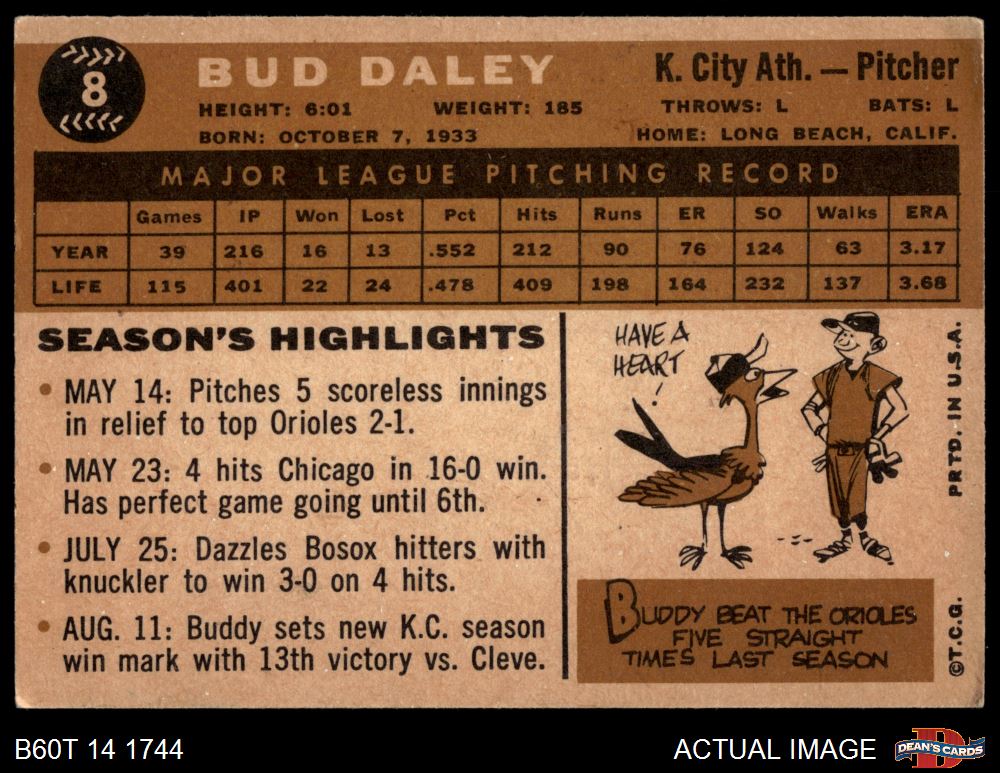 8
BUD DALEY
K. City Ath. — Pitcher
HEIGHT: 6:01 WEIGHT: 185 THROWS: L BATS: L
BORN: OCTOBER 7, 1933 HOME: LONG BEACH, CALIF.
MAJOR LEAGUE PITCHING RECORD
Games IP Won Lost Pct Hits Runs ER SO Walks ERA
YEAR 39 216 16 13 .552 212 90 76 124 63 3.17
LIFE 115 401 22 24 .478 409 198 164 232 137 3.68
SEASON'S HIGHLIGHTS
• MAY 14: Pitches 5 scoreless innings
in relief to top Orioles 2-1.
• MAY 23: 4 hits Chicago in 16-0 win.
Has perfect game going until 6th.
• JULY 25: Dazzles Bosox hitters with
knuckler to win 3-0 on 4 hits.
• AUG. 11: Buddy sets new K.C. season
win mark with 13th victory vs. Cleve.
HAVE A
HEART
!
BUDDY BEAT THE ORIOLES
FIVE STRAIGHT
TIMES LAST SEASON
PRTD. IN U.S.A.
©T.C.G.
B60T 14 1744
ACTUAL IMAGE
D
DEAN'S CARDS